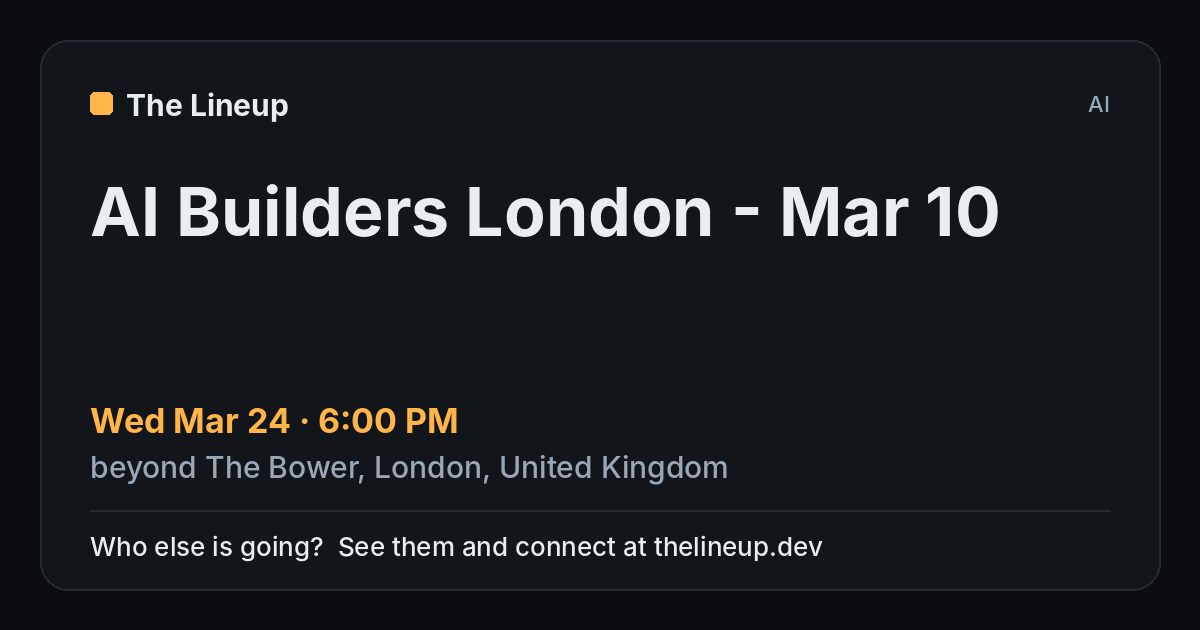 The Lineup
AI
AI Builders London - Mar 10
Wed Mar 24 · 6:00 PM
beyond The Bower, London, United Kingdom
Who else is going? See them and connect at thelineup.dev